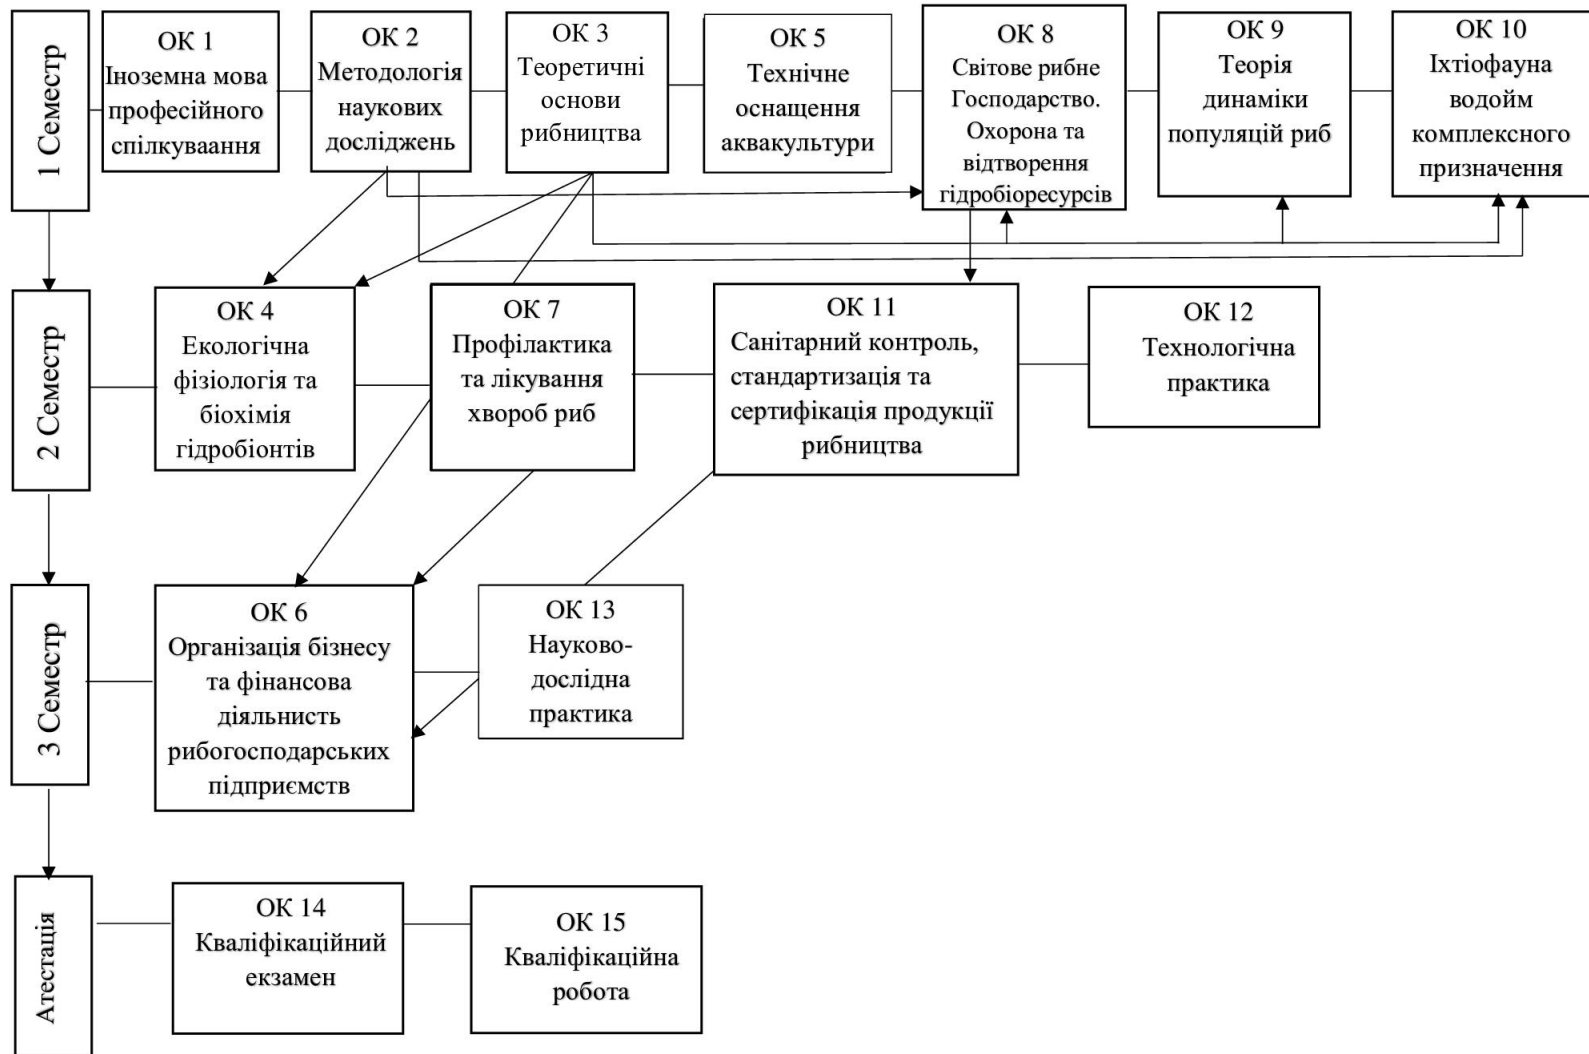 1 Семестр
ОК 1
Іноземна мова
професійного
спілкуваання
ОК 2
Методологія
наукових
досліджень
ОК 3
Теоретичні
основи
рибництва
ОК 5
Технічне
оснащення
аквакультури
ОК 8
Світове рибне
Господарство.
Охорона та
відтворення
гідробіоресурсів
ОК 9
Теорія
динаміки
популяцій риб
ОК 10
Іхтіофауна
водойм
комплексного
призначення
2 Семестр
ОК 4
Екологічна
фізіологія та
біохімія
гідробіонтів
ОК 7
Профілактика
та лікування
хвороб риб
ОК 11
Санітарний контроль,
стандартизація та
сертифікація продукції
рибництва
ОК 12
Технологічна
практика
3 Семестр
ОК 6
Організація бізнесу
та фінансова
діяльнисть
рибогосподарських
підприємств
ОК 13
Науково-
дослідна
практика
Атестація
ОК 14
Кваліфікаційний
екзамен
ОК 15
Кваліфікаційна
робота